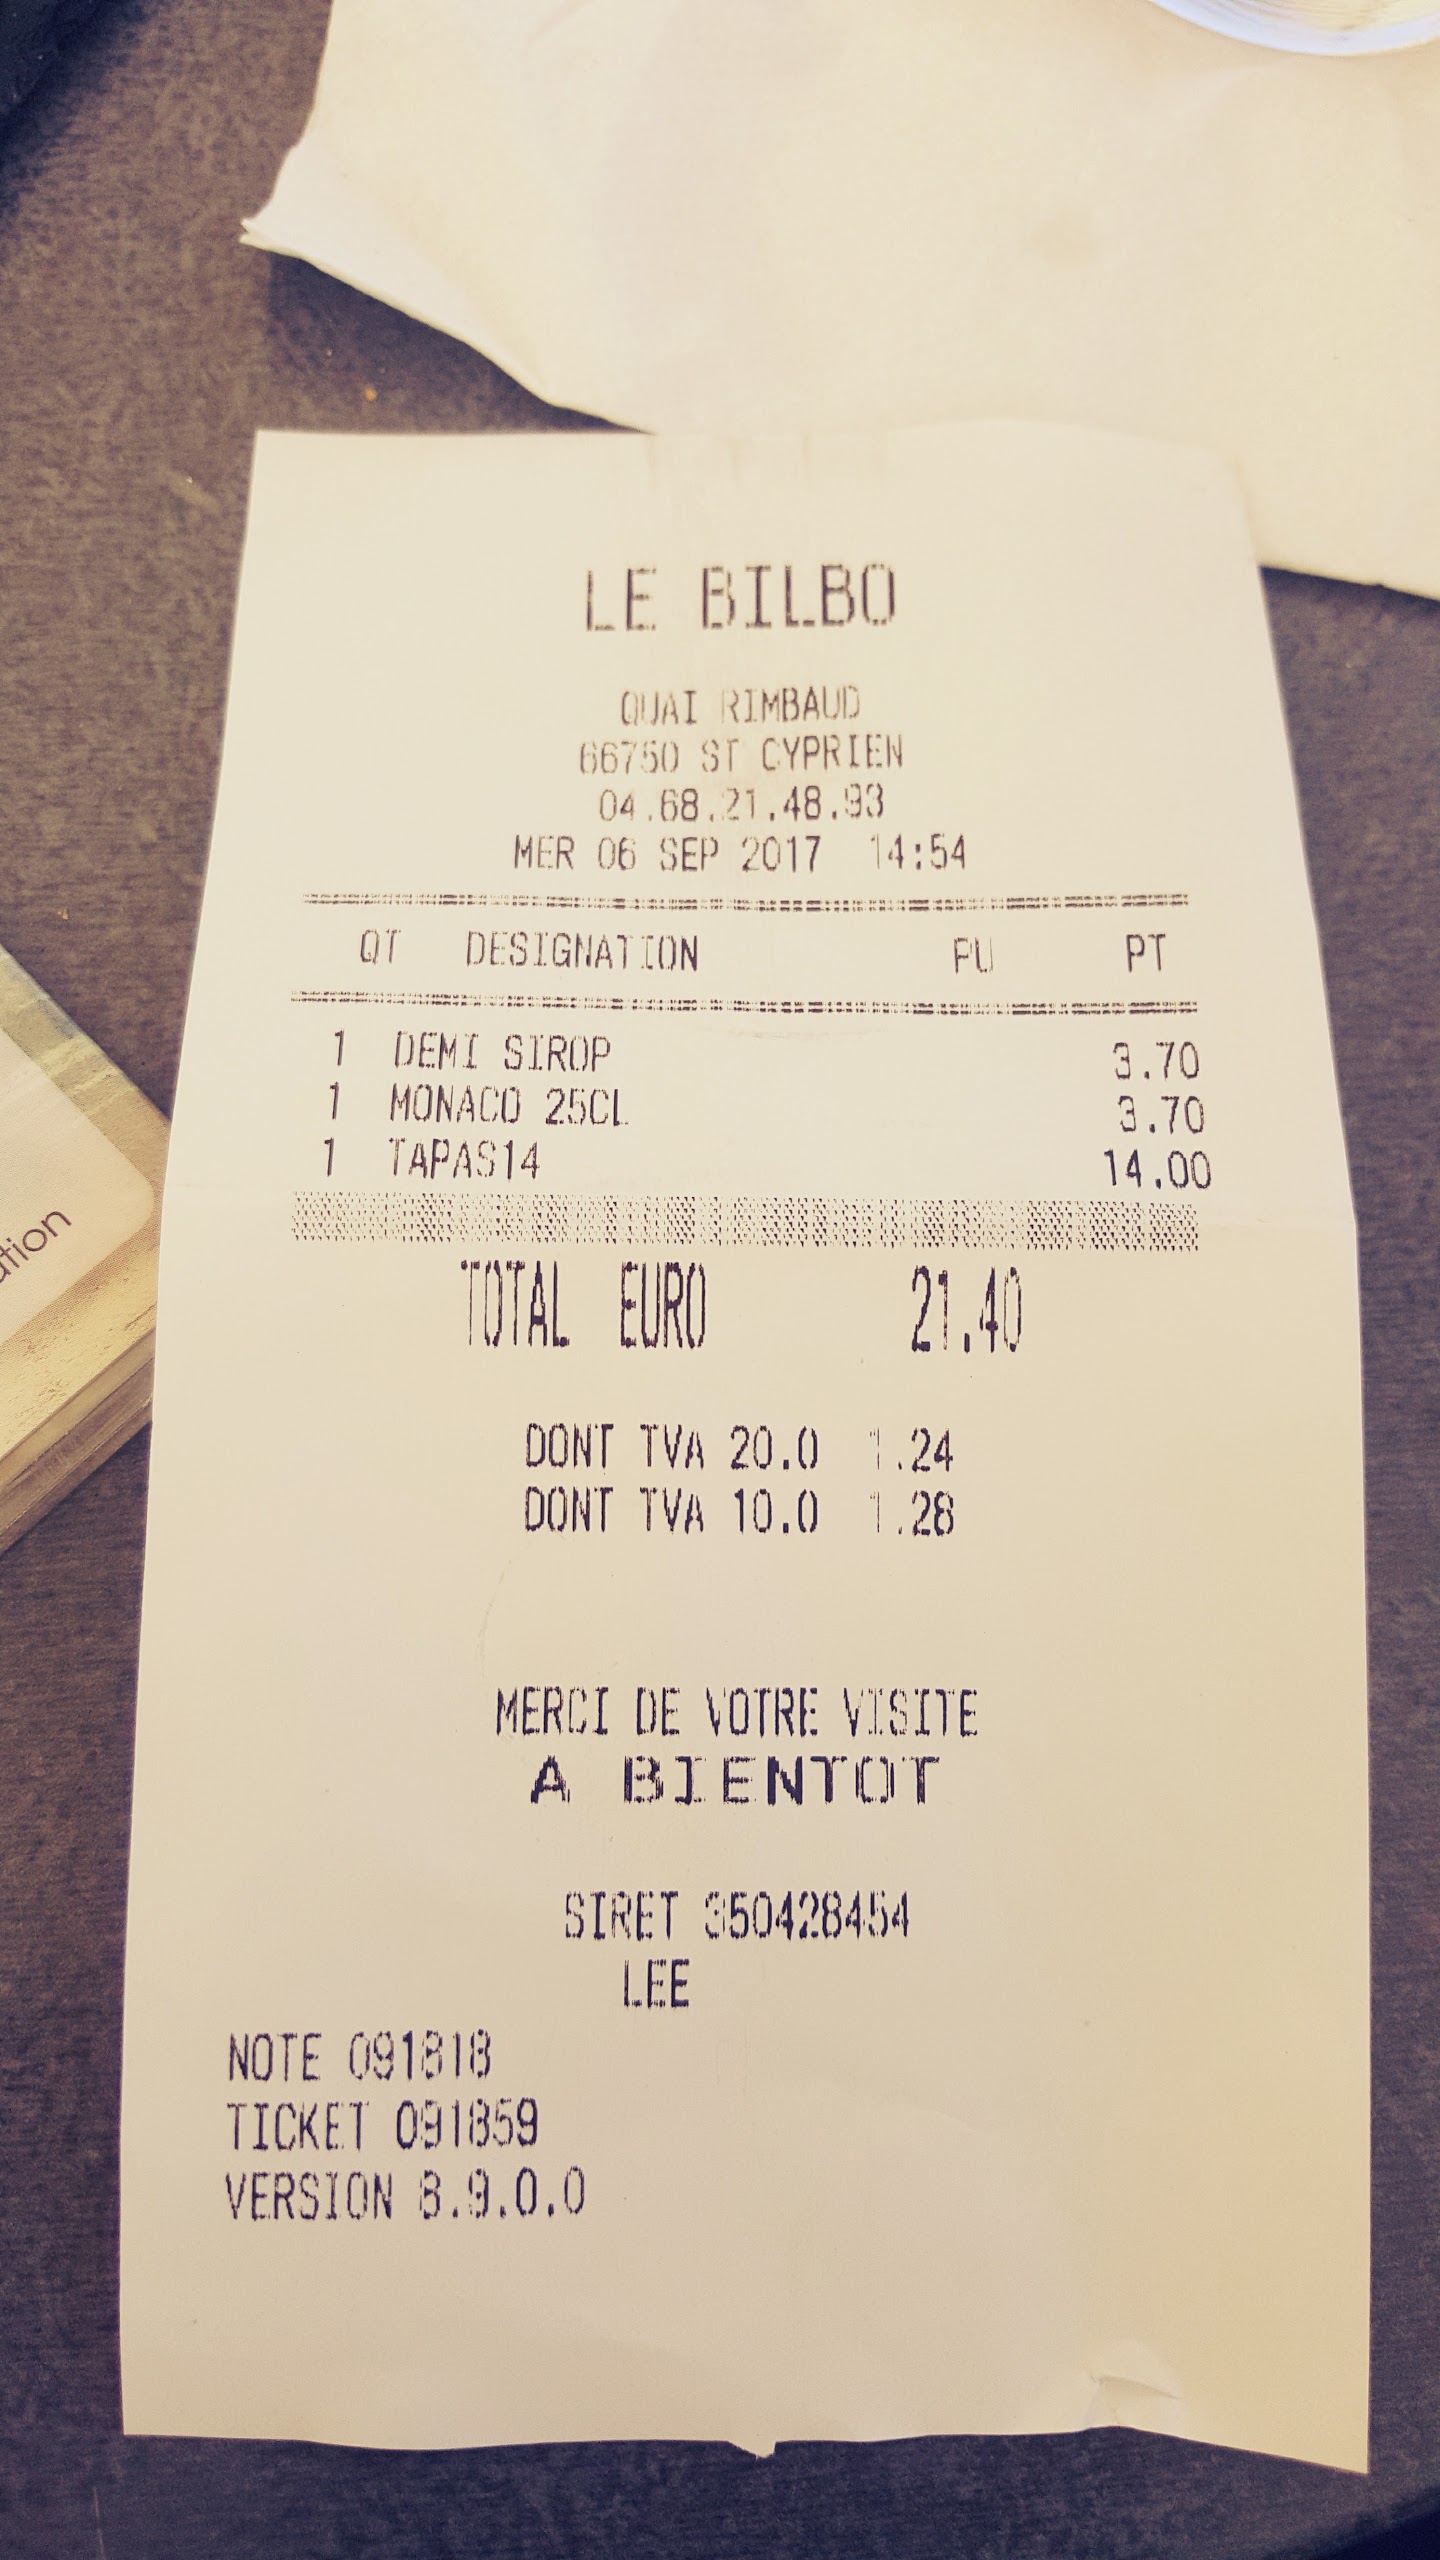 LE BILBO
QUAI RIMBAUD
66750 ST CYPRIEN
04.68.21.48.93
MER 06 SEP 2017 14:54
QT DESIGNATION PU PT
1 DEMI SIROP 3.70
1 MONACO 25CL 3.70
1 TAPAS14 14.00
TOTAL EURO 21.40
DONT TVA 20.0 1.24
DONT TVA 10.0 1.28
MERCI DE VOTRE VISITE
A BIENTOT
SIRET 350428454
LEE
NOTE 091818
TICKET 091859
VERSION 8.9.0.0